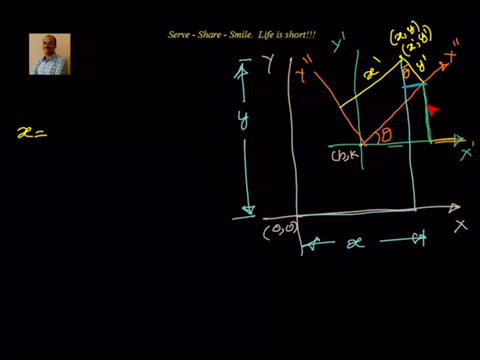 Serve - Share - Smile. Life is short!!!
(x, y)
(x', y')
Y
Y'
Y''
X''
x'
y'
θ
θ
y
x =
(h, k
X'
(0,0)
X
x